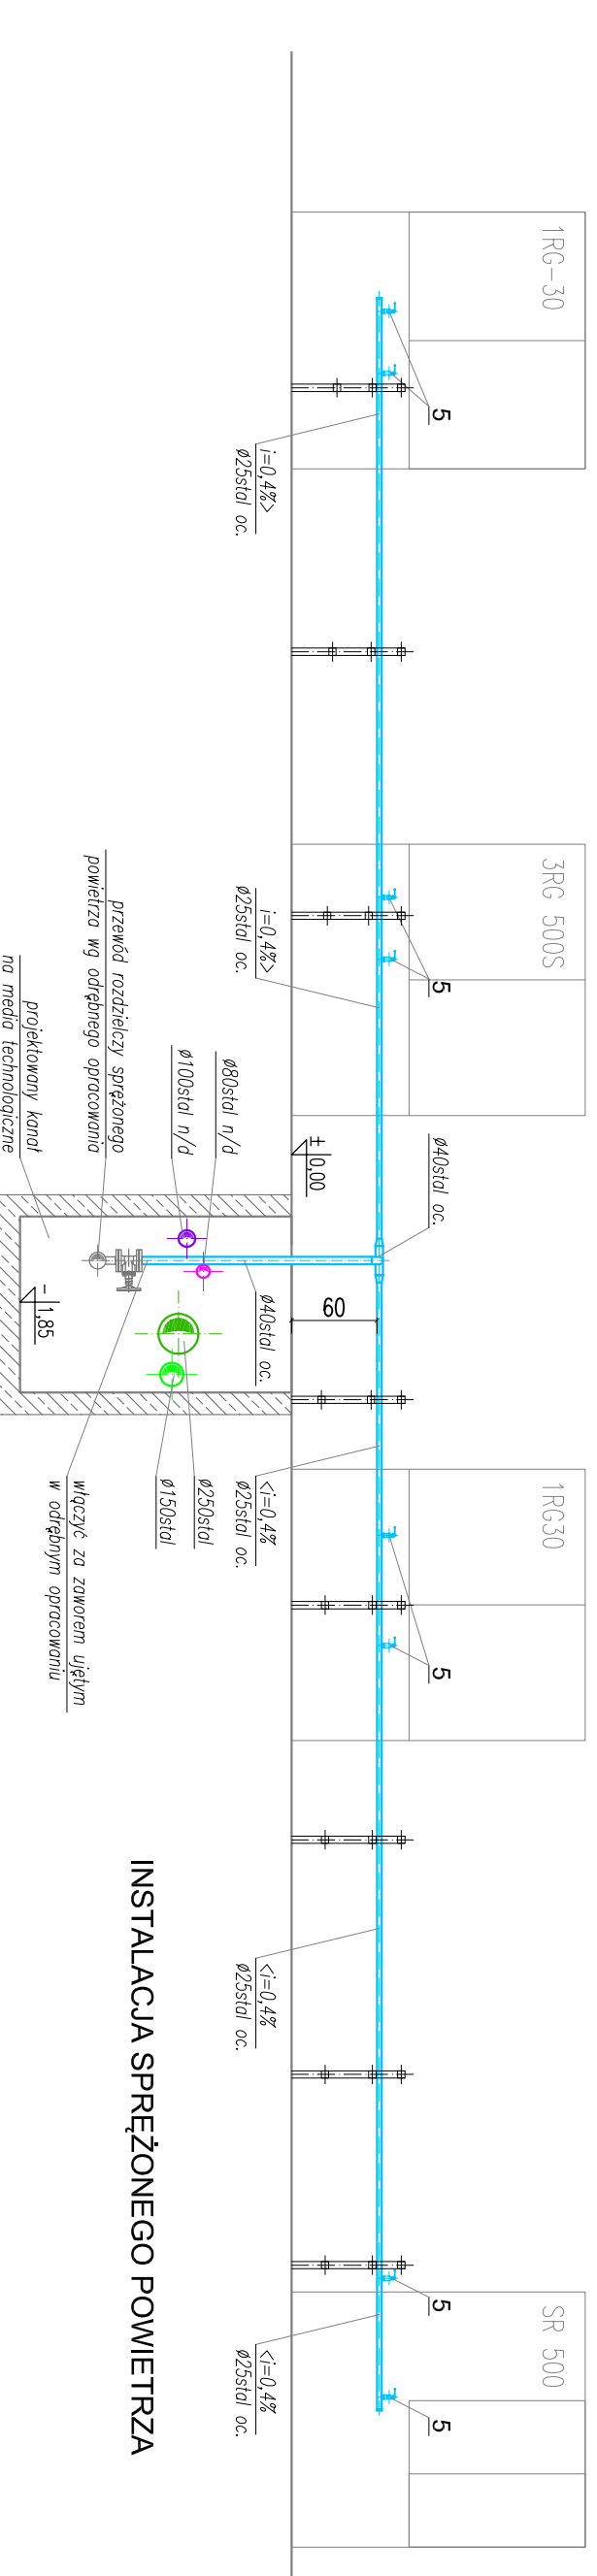 1RG-30
5
i=0,4%>
ø25stal oc.
3RG 500S
5
i=0,4%>
ø25stal oc.
przewód rozdzielczy sprężonego
powietrza wg odrębnego opracowania
projektowany kanał
na media technologiczne
ø100stal n/d
ø80stal n/d
± 0,00
ø40stal oc.
60
ø40stal oc.
- 1,85
1RG30
5
<i=0,4%
ø25stal oc.
ø250stal
ø150stal
włączyć za zaworem ujętym
w odrębnym opracowaniu
<i=0,4%
ø25stal oc.
SR 500
5
5
<i=0,4%
ø25stal oc.
INSTALACJA SPRĘŻONEGO POWIETRZA